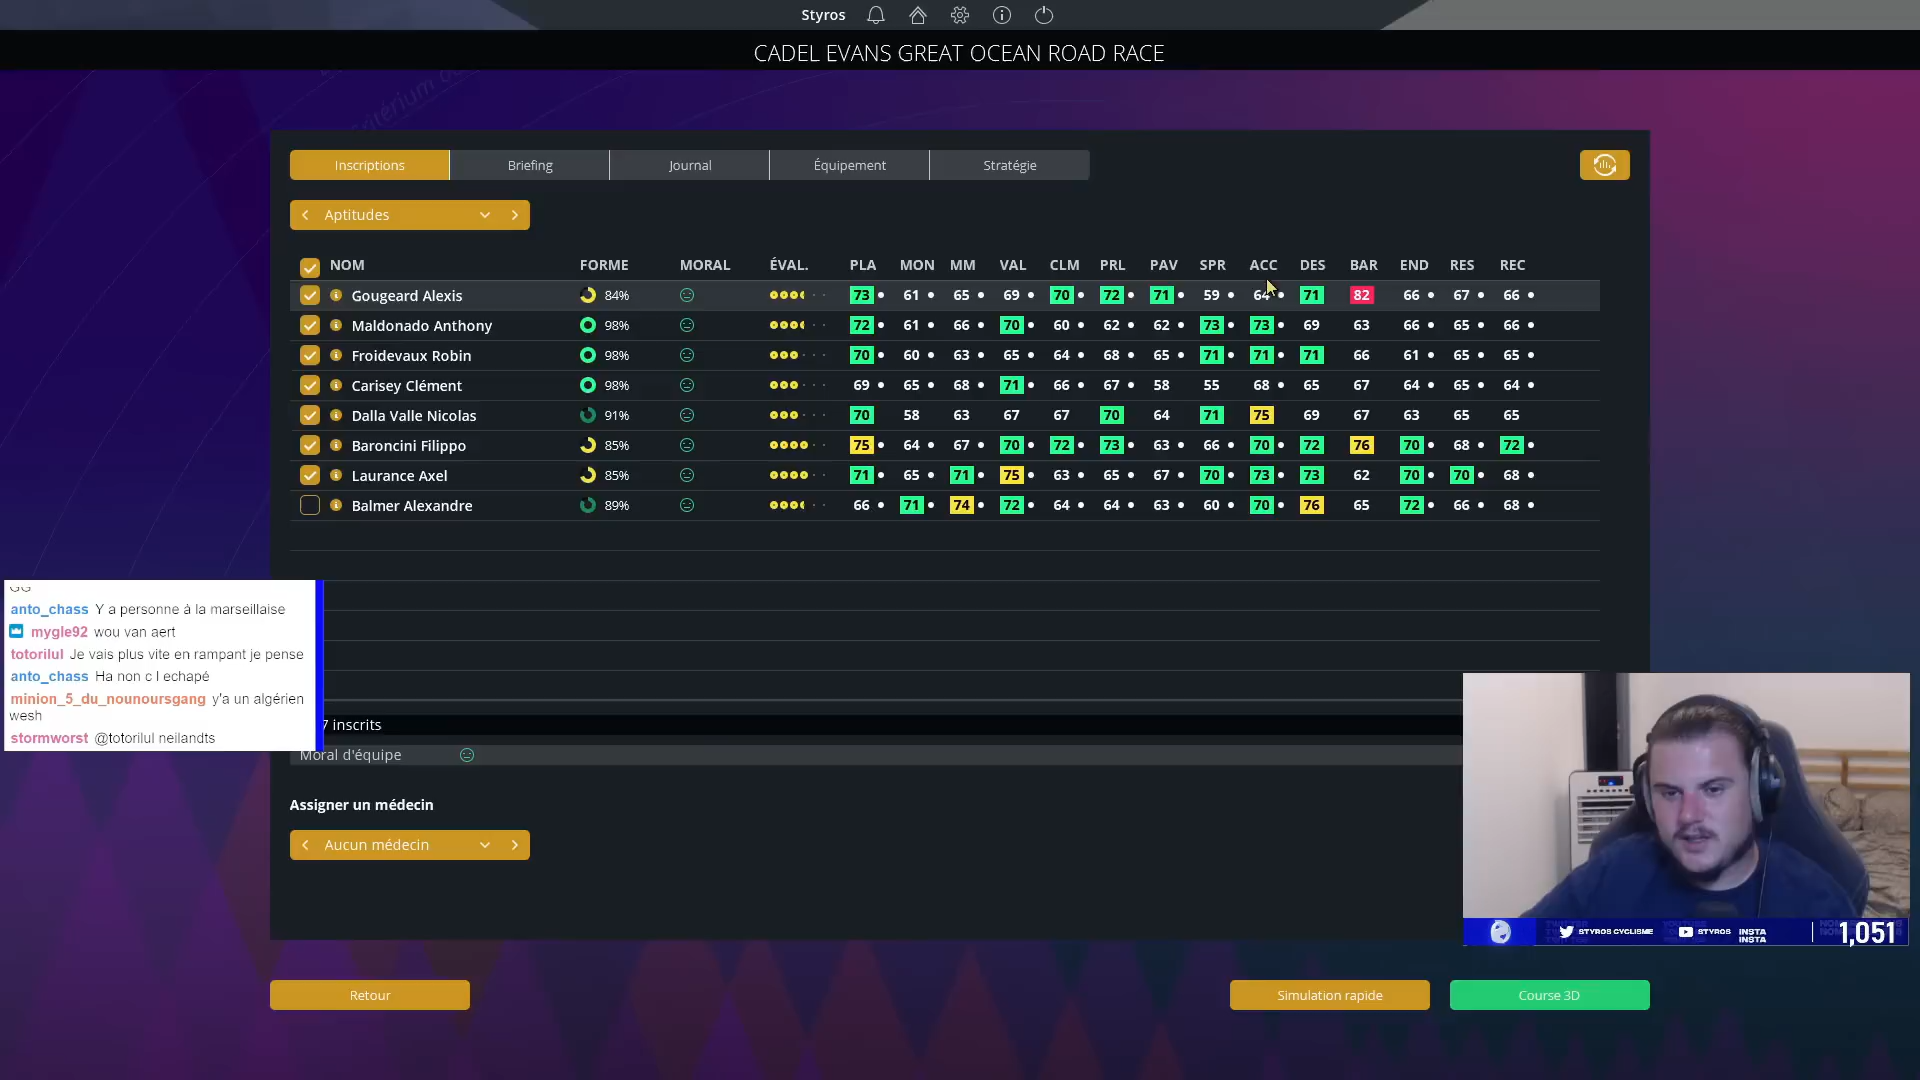 Styros
CADEL EVANS GREAT OCEAN ROAD RACE
Inscriptions Briefing Journal Équipement Stratégie
Aptitudes
NOM FORME MORAL ÉVAL. PLA MON MM VAL CLM PRL PAV SPR ACC DES BAR END RES REC
Gougeard Alexis 84% 73 61 65 69 70 72 71 59 64 71 82 66 67 66
Maldonado Anthony 98% 72 61 66 70 60 62 62 73 73 69 63 66 65 66
Froidevaux Robin 98% 70 60 63 65 64 68 65 71 71 71 66 61 65 65
Carisey Clément 98% 69 65 68 71 66 67 58 55 68 65 67 64 65 64
Dalla Valle Nicolas 91% 70 58 63 67 67 70 64 71 75 69 67 63 65 65
Baroncini Filippo 85% 75 64 67 70 72 73 63 66 70 72 76 70 68 72
Laurance Axel 85% 71 65 71 75 63 65 67 70 73 73 62 70 70 68
Balmer Alexandre 89% 66 71 74 72 64 64 63 60 70 76 65 72 66 68
GG
anto_chass Y a personne à la marseillaise
mygle92 wou van aert
totorilul Je vais plus vite en rampant je pense
anto_chass Ha non c l echapé
minion_5_du_nounoursgang y'a un algérien
wesh
stormworst @totorilul neilandts
7 inscrits
Moral d'équipe
Assigner un médecin
Aucun médecin
STYROS CYCLISME STYROS INSTA INSTA 1,051
Retour Simulation rapide Course 3D